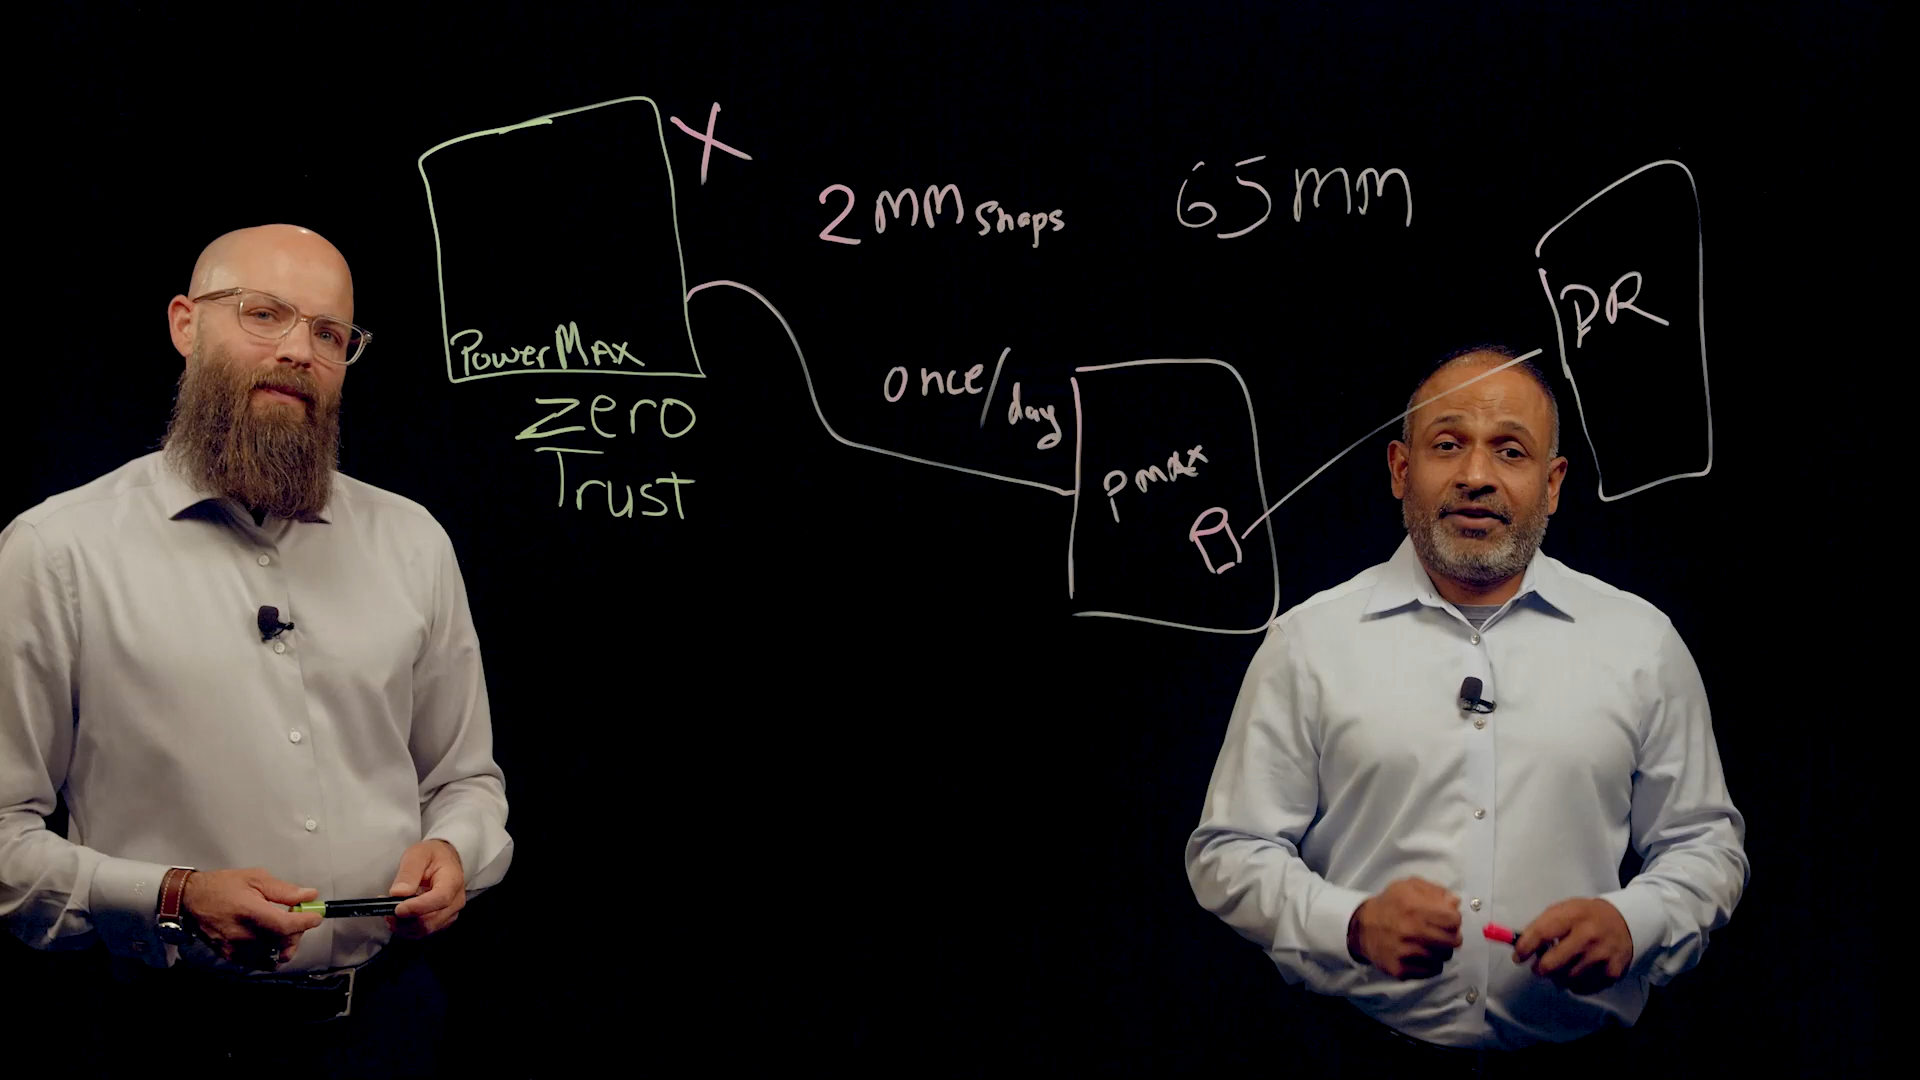 X
2 MM snaps
65 MM
DR
PowerMAX
Zero
Trust
once/day
PMAX